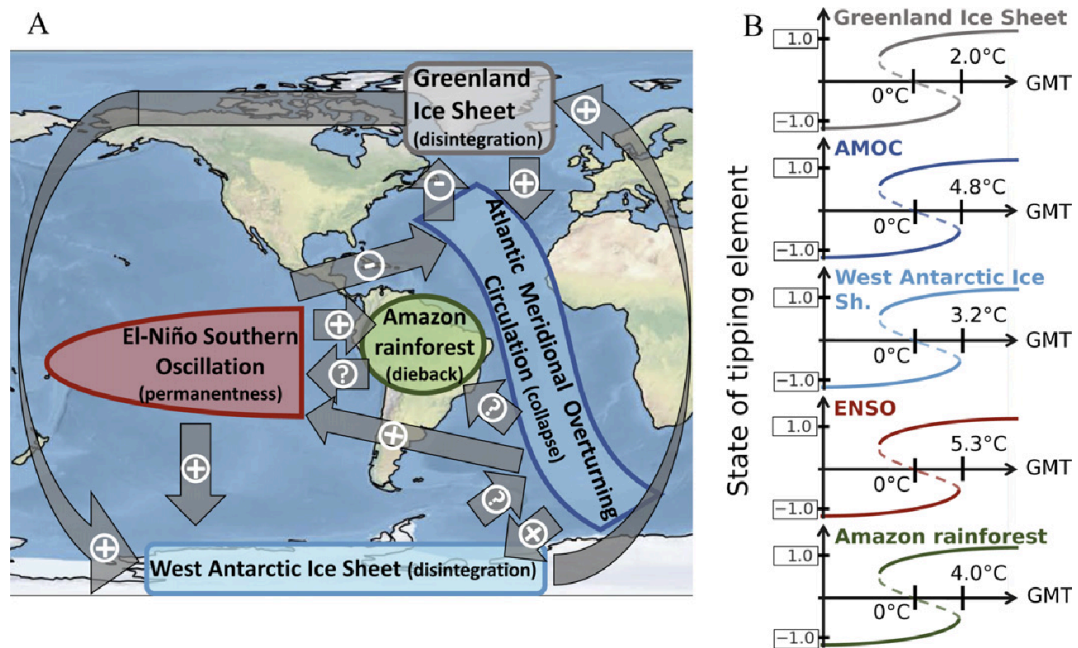 A
Greenland
Ice Sheet
(disintegration)
+
+
-
+
Atlantic Meridional Overturning
Circulation (collapse)
-
El-Niño Southern
Oscillation
(permanentness)
+
?
Amazon
rainforest
(dieback)
?
+
+
?
+
+
West Antarctic Ice Sheet (disintegration)
B
State of tipping element
Greenland Ice Sheet
1.0
2.0°C
0°C
GMT
-1.0
AMOC
1.0
4.8°C
0°C
GMT
-1.0
West Antarctic Ice
Sh.
1.0
3.2°C
0°C
GMT
-1.0
ENSO
1.0
5.3°C
0°C
GMT
-1.0
Amazon rainforest
1.0
4.0°C
0°C
GMT
-1.0